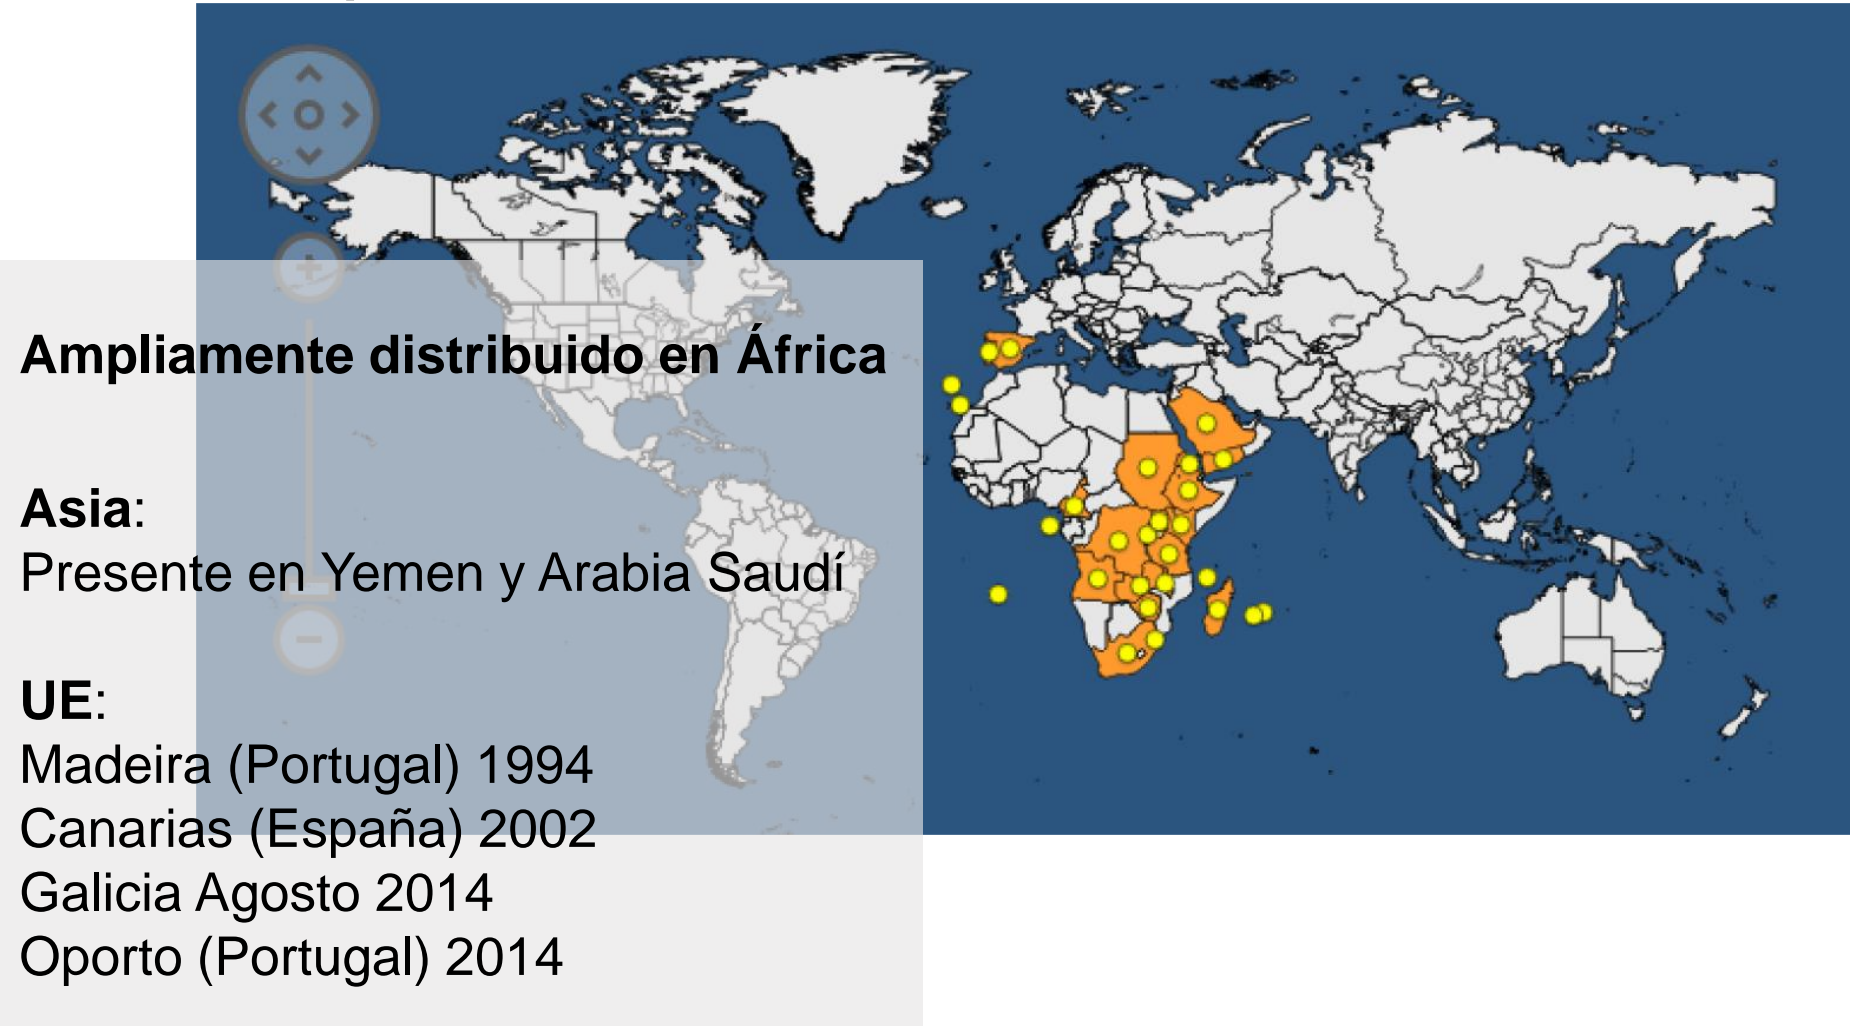 Ampliamente distribuido en África
Asia:
Presente en Yemen y Arabia Saudí
UE:
Madeira (Portugal) 1994
Canarias (España) 2002
Galicia Agosto 2014
Oporto (Portugal) 2014